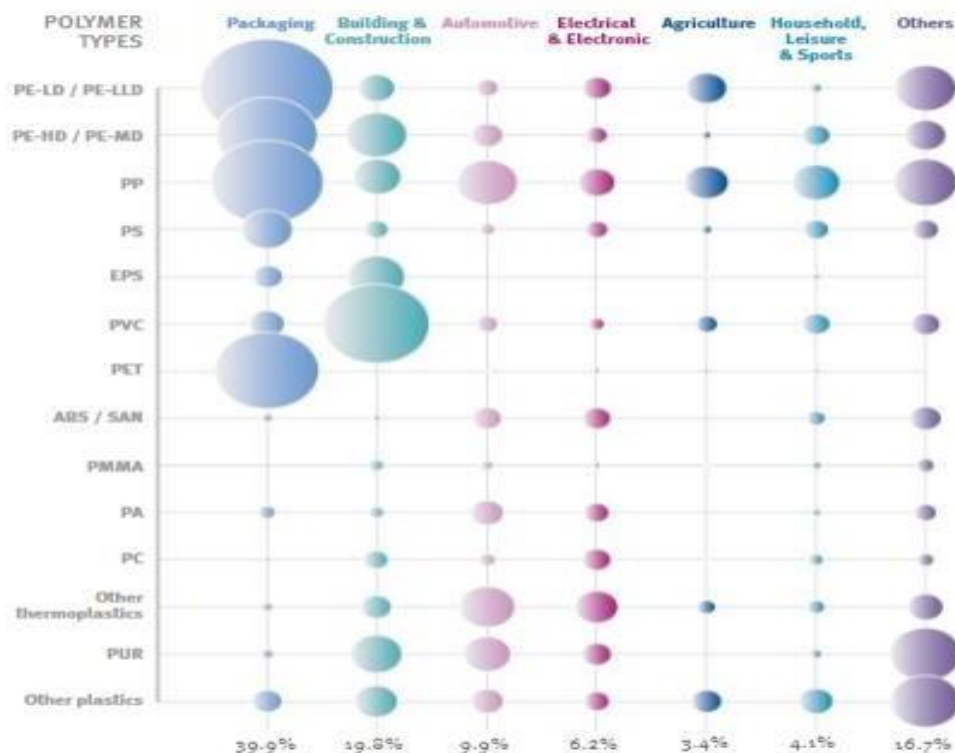 POLYMER TYPES
Packaging
Building & Construction
Automotive
Electrical & Electronic
Agriculture
Household, Leisure & Sports
Others
PE-LD / PE-LLD
PE-HD / PE-MD
PP
PS
EPS
PVC
PET
ABS / SAN
PMMA
PA
PC
Other thermoplastics
PUR
Other plastics
39.9% 19.8% 9.9% 6.2% 3.4% 4.1% 16.7%